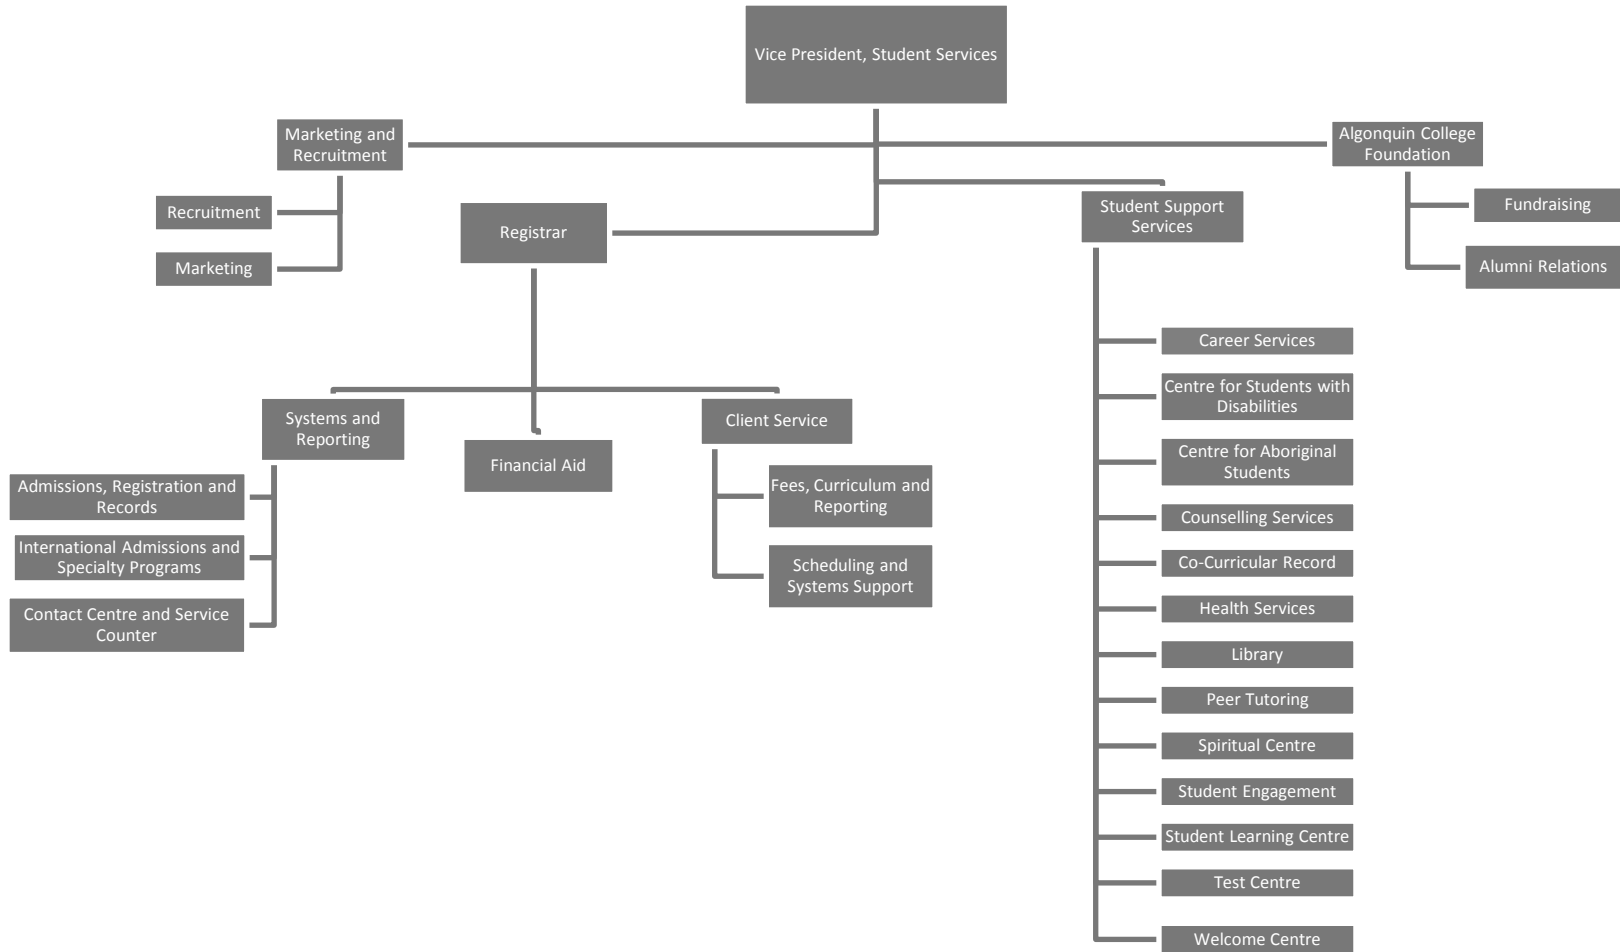 Vice President, Student Services
Marketing and
Recruitment
Algonquin College
Foundation
Recruitment
Marketing
Registrar
Student Support
Services
Fundraising
Alumni Relations
Systems and
Reporting
Financial Aid
Client Service
Admissions, Registration and
Records
International Admissions and
Specialty Programs
Contact Centre and Service
Counter
Fees, Curriculum and
Reporting
Scheduling and
Systems Support
Career Services
Centre for Students with
Disabilities
Centre for Aboriginal
Students
Counselling Services
Co-Curricular Record
Health Services
Library
Peer Tutoring
Spiritual Centre
Student Engagement
Student Learning Centre
Test Centre
Welcome Centre